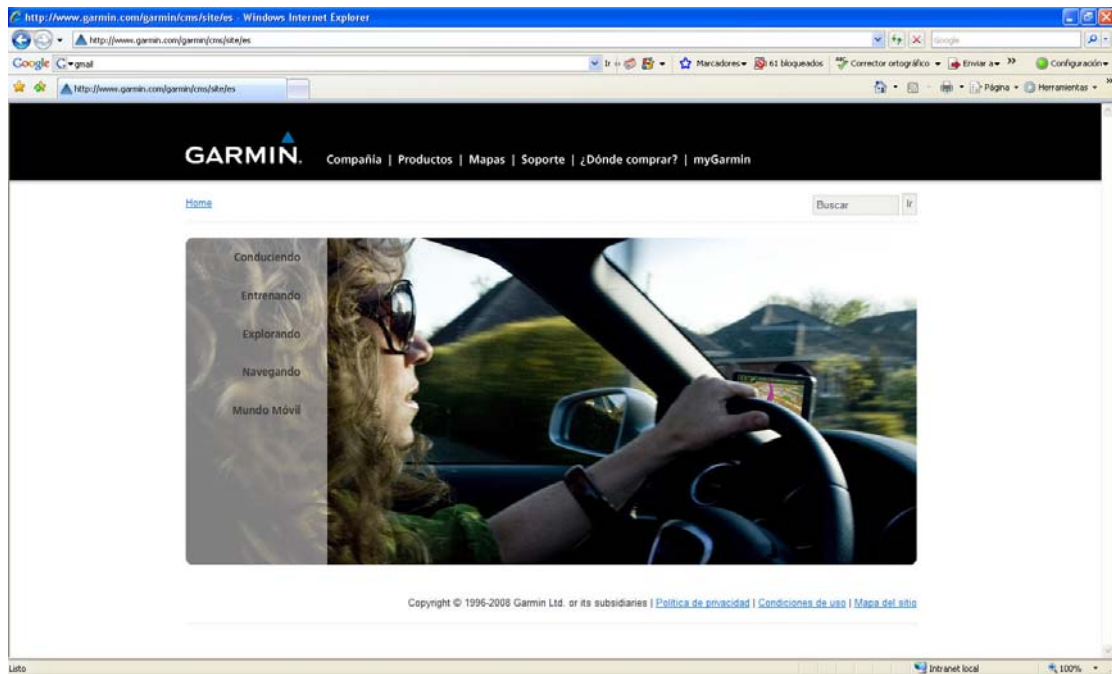 http://www.garmin.com/garmin/cms/site/es - Windows Internet Explorer
http://www.garmin.com/garmin/cms/site/es Google
Google gmail Ir Marcadores 61 bloqueados Corrector ortográfico Enviar a Configuración
http://www.garmin.com/garmin/cms/site/es Página Herramientas
GARMIN. Compañía | Productos | Mapas | Soporte | ¿Dónde comprar? | myGarmin
Home Buscar Ir
Conduciendo
Entrenando
Explorando
Navegando
Mundo Móvil
Copyright © 1996-2008 Garmin Ltd. or its subsidiaries | Política de privacidad | Condiciones de uso | Mapa del sitio
Listo Intranet local 100%